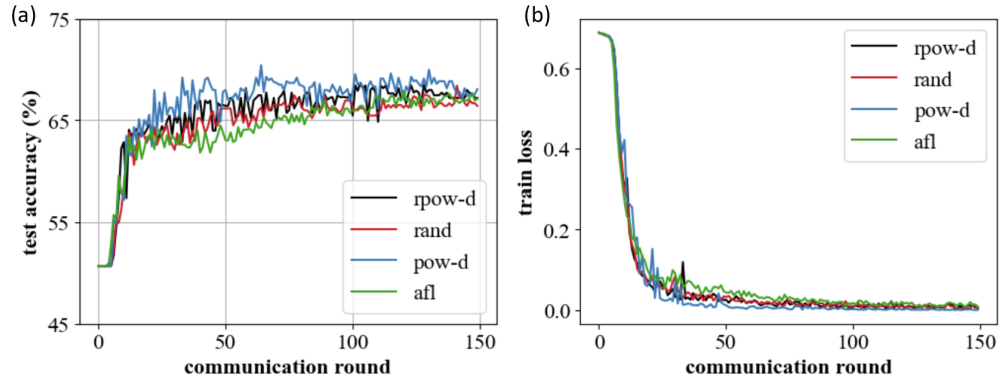 (a)
75
65
55
45
test accuracy (%)
rpow-d
rand
pow-d
afl
0
50
100
150
communication round
(b)
0.6
0.4
0.2
0.0
train loss
rpow-d
rand
pow-d
afl
0
50
100
150
communication round